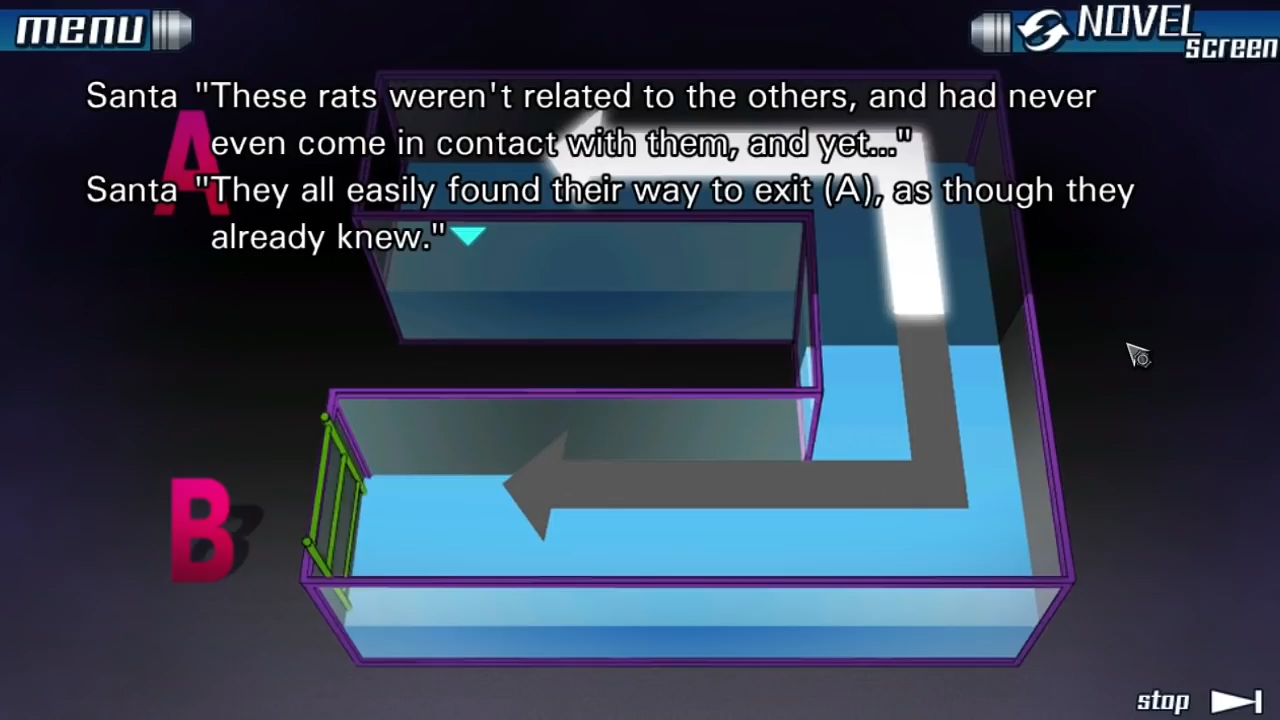 menu
NOVEL
screen
Santa "These rats weren't related to the others, and had never
even come in contact with them, and yet..."
Santa "They all easily found their way to exit (A), as though they
already knew."
A
B
stop